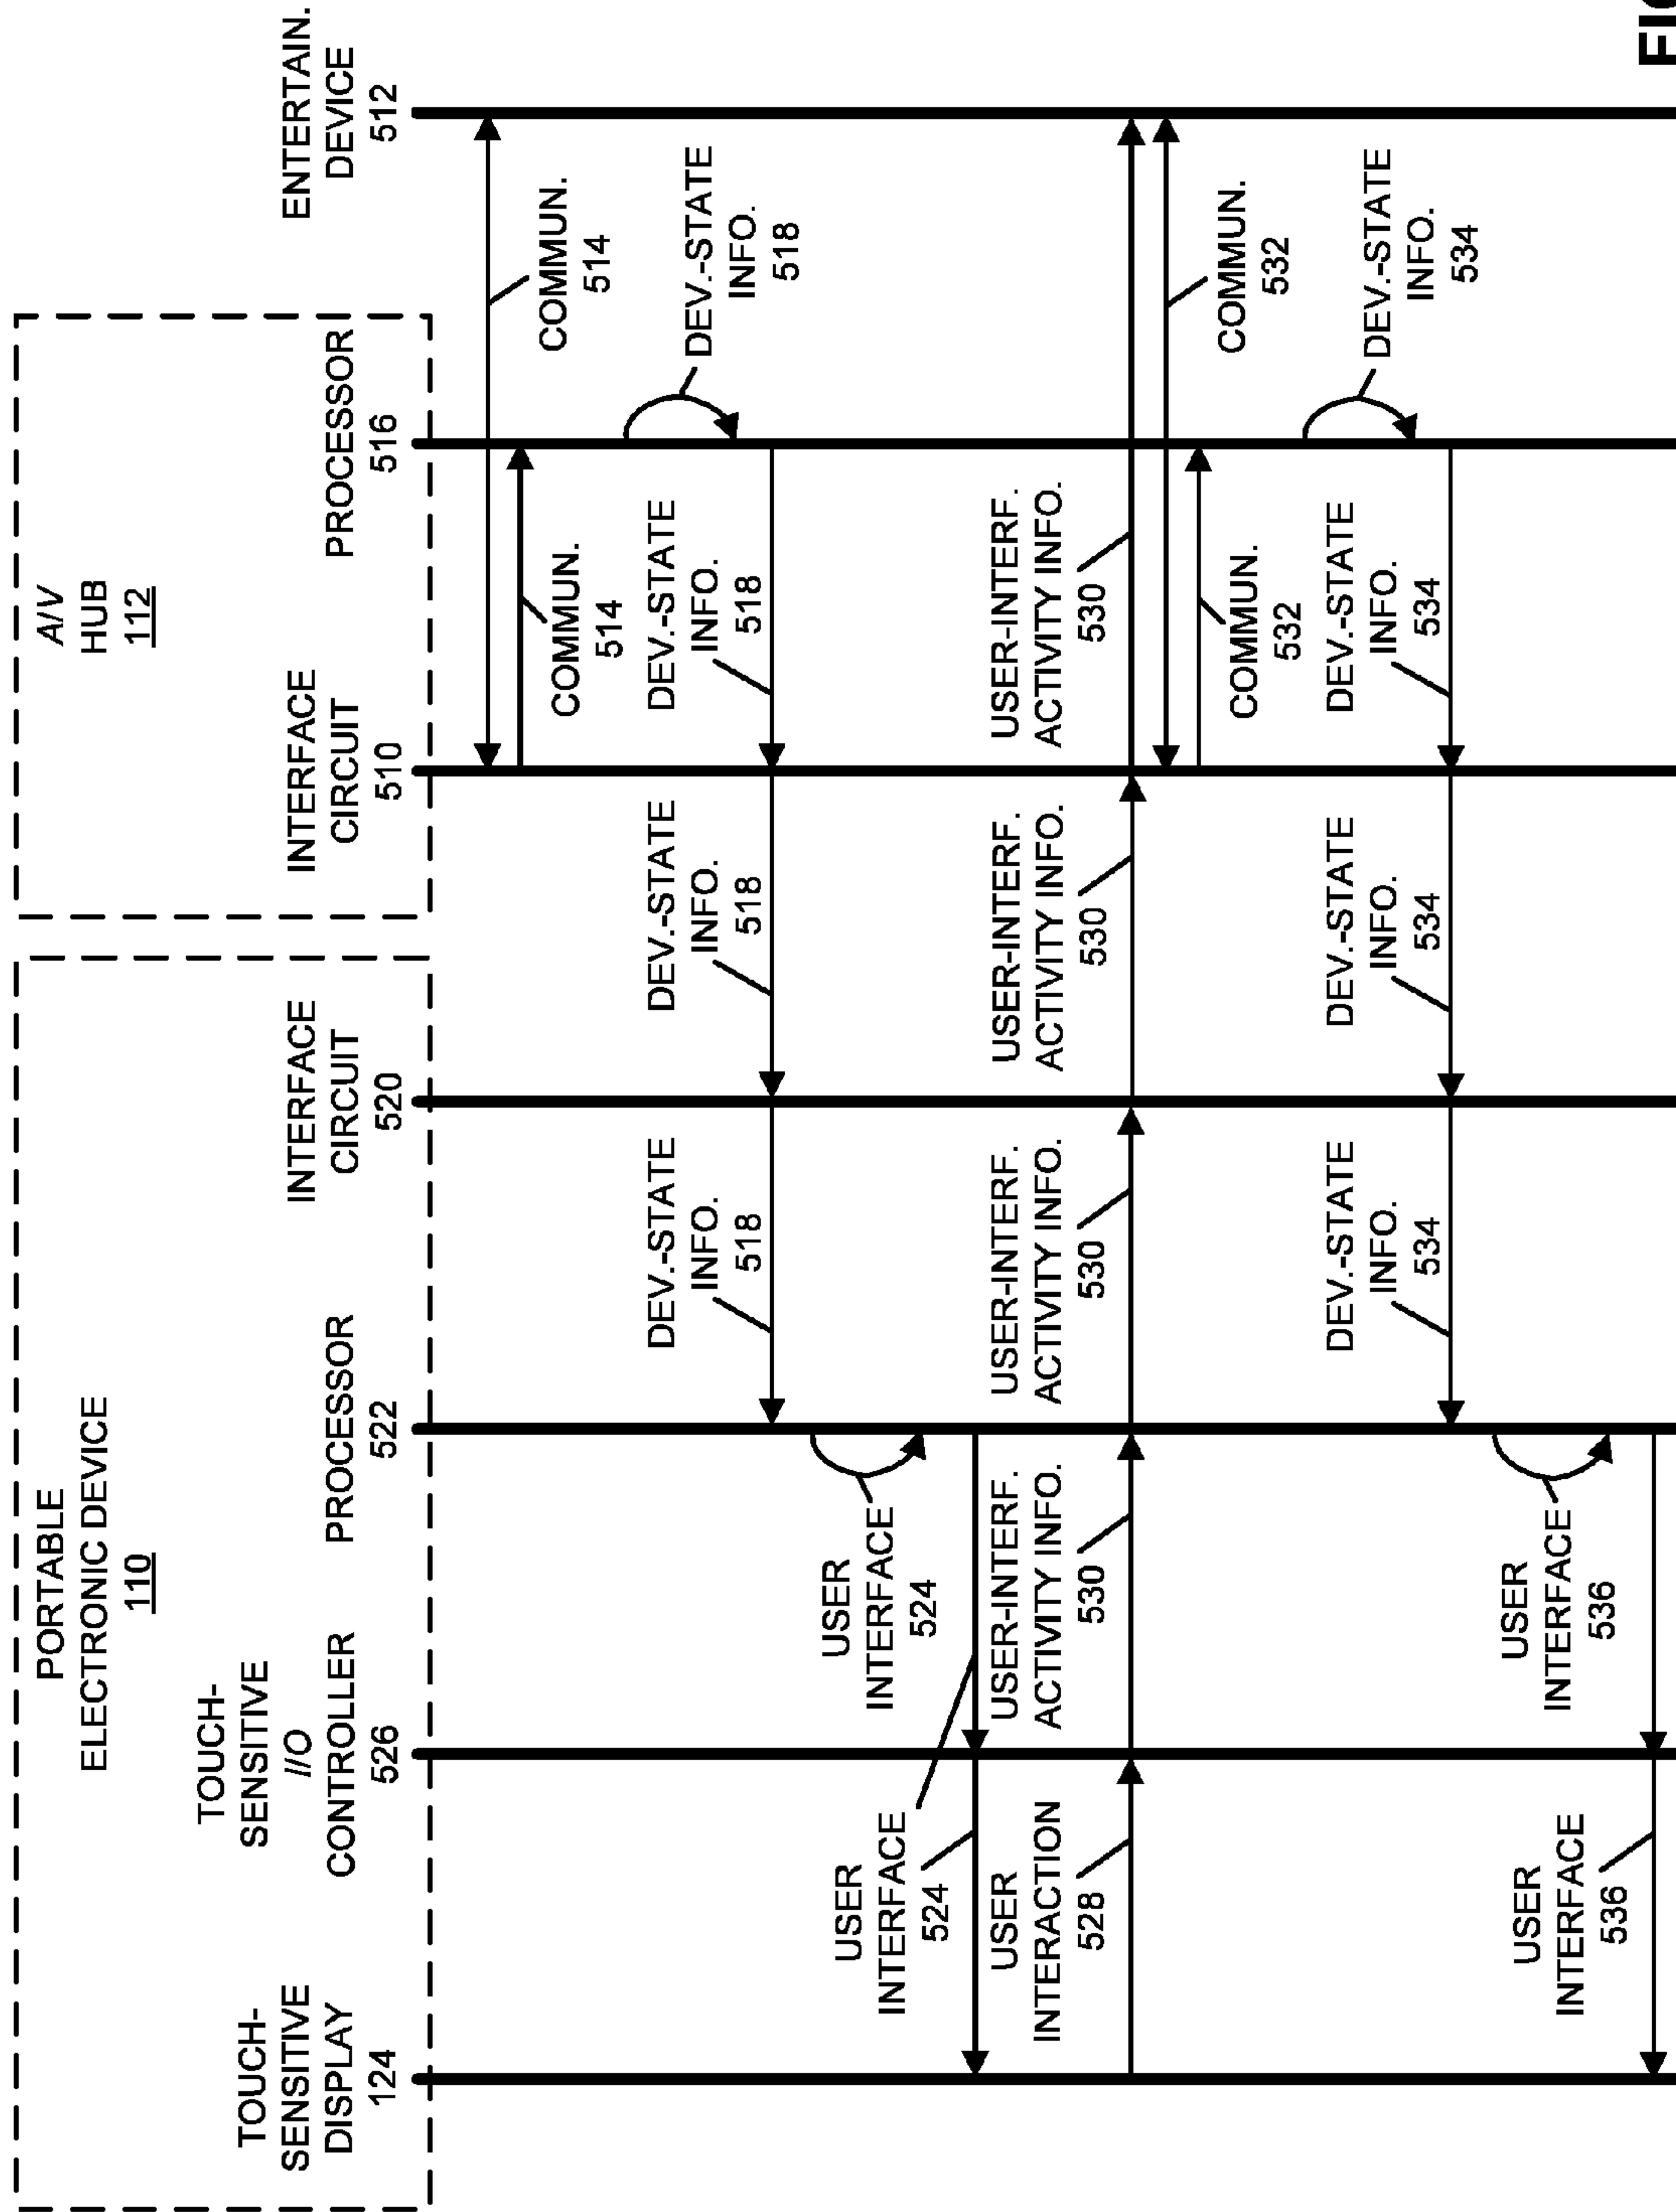 PORTABLE
ELECTRONIC DEVICE
110
A/V
HUB
112
TOUCH-
SENSITIVE
DISPLAY
124
TOUCH-
SENSITIVE
I/O
CONTROLLER
526
PROCESSOR
522
INTERFACE
CIRCUIT
520
INTERFACE
CIRCUIT
510
PROCESSOR
516
ENTERTAIN.
DEVICE
512
COMMUN.
514
COMMUN.
514
DEV.-STATE
INFO.
518
DEV.-STATE
INFO.
518
DEV.-STATE
INFO.
518
DEV.-STATE
INFO.
518
USER
INTERFACE
524
USER
INTERFACE
524
USER
INTERACTION
528
USER-INTERF.
ACTIVITY INFO.
530
USER-INTERF.
ACTIVITY INFO.
530
USER-INTERF.
ACTIVITY INFO.
530
USER-INTERF.
ACTIVITY INFO.
530
COMMUN.
532
COMMUN.
532
DEV.-STATE
INFO.
534
DEV.-STATE
INFO.
534
DEV.-STATE
INFO.
534
DEV.-STATE
INFO.
534
USER
INTERFACE
536
USER
INTERFACE
536